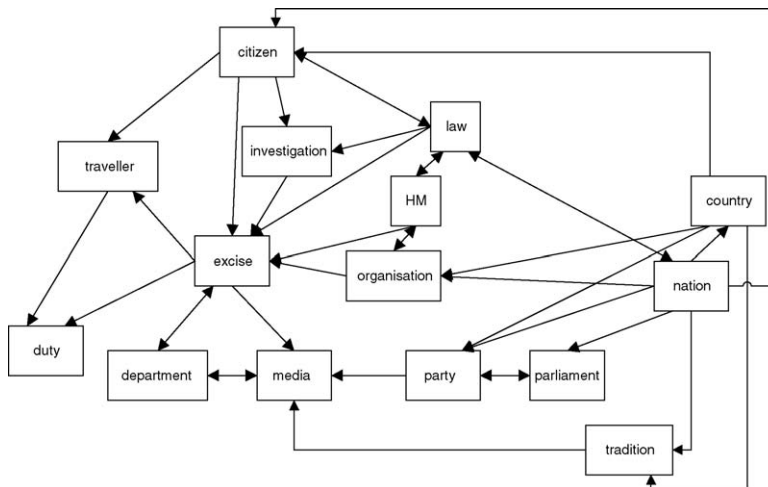 citizen
law
investigation
traveller
HM
country
excise
organisation
nation
duty
department
media
party
parliament
tradition